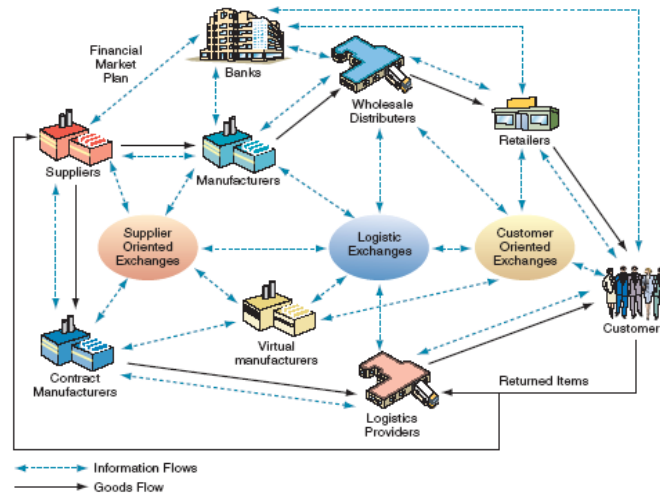 Financial
Market
Plan
Banks
Wholesale
Distributers
Retailers
Suppliers
Manufacturers
Supplier
Oriented
Exchanges
Logistic
Exchanges
Customer
Oriented
Exchanges
Customer
Virtual
manufacturers
Contract
Manufacturers
Logistics
Providers
Returned Items
Information Flows
Goods Flow